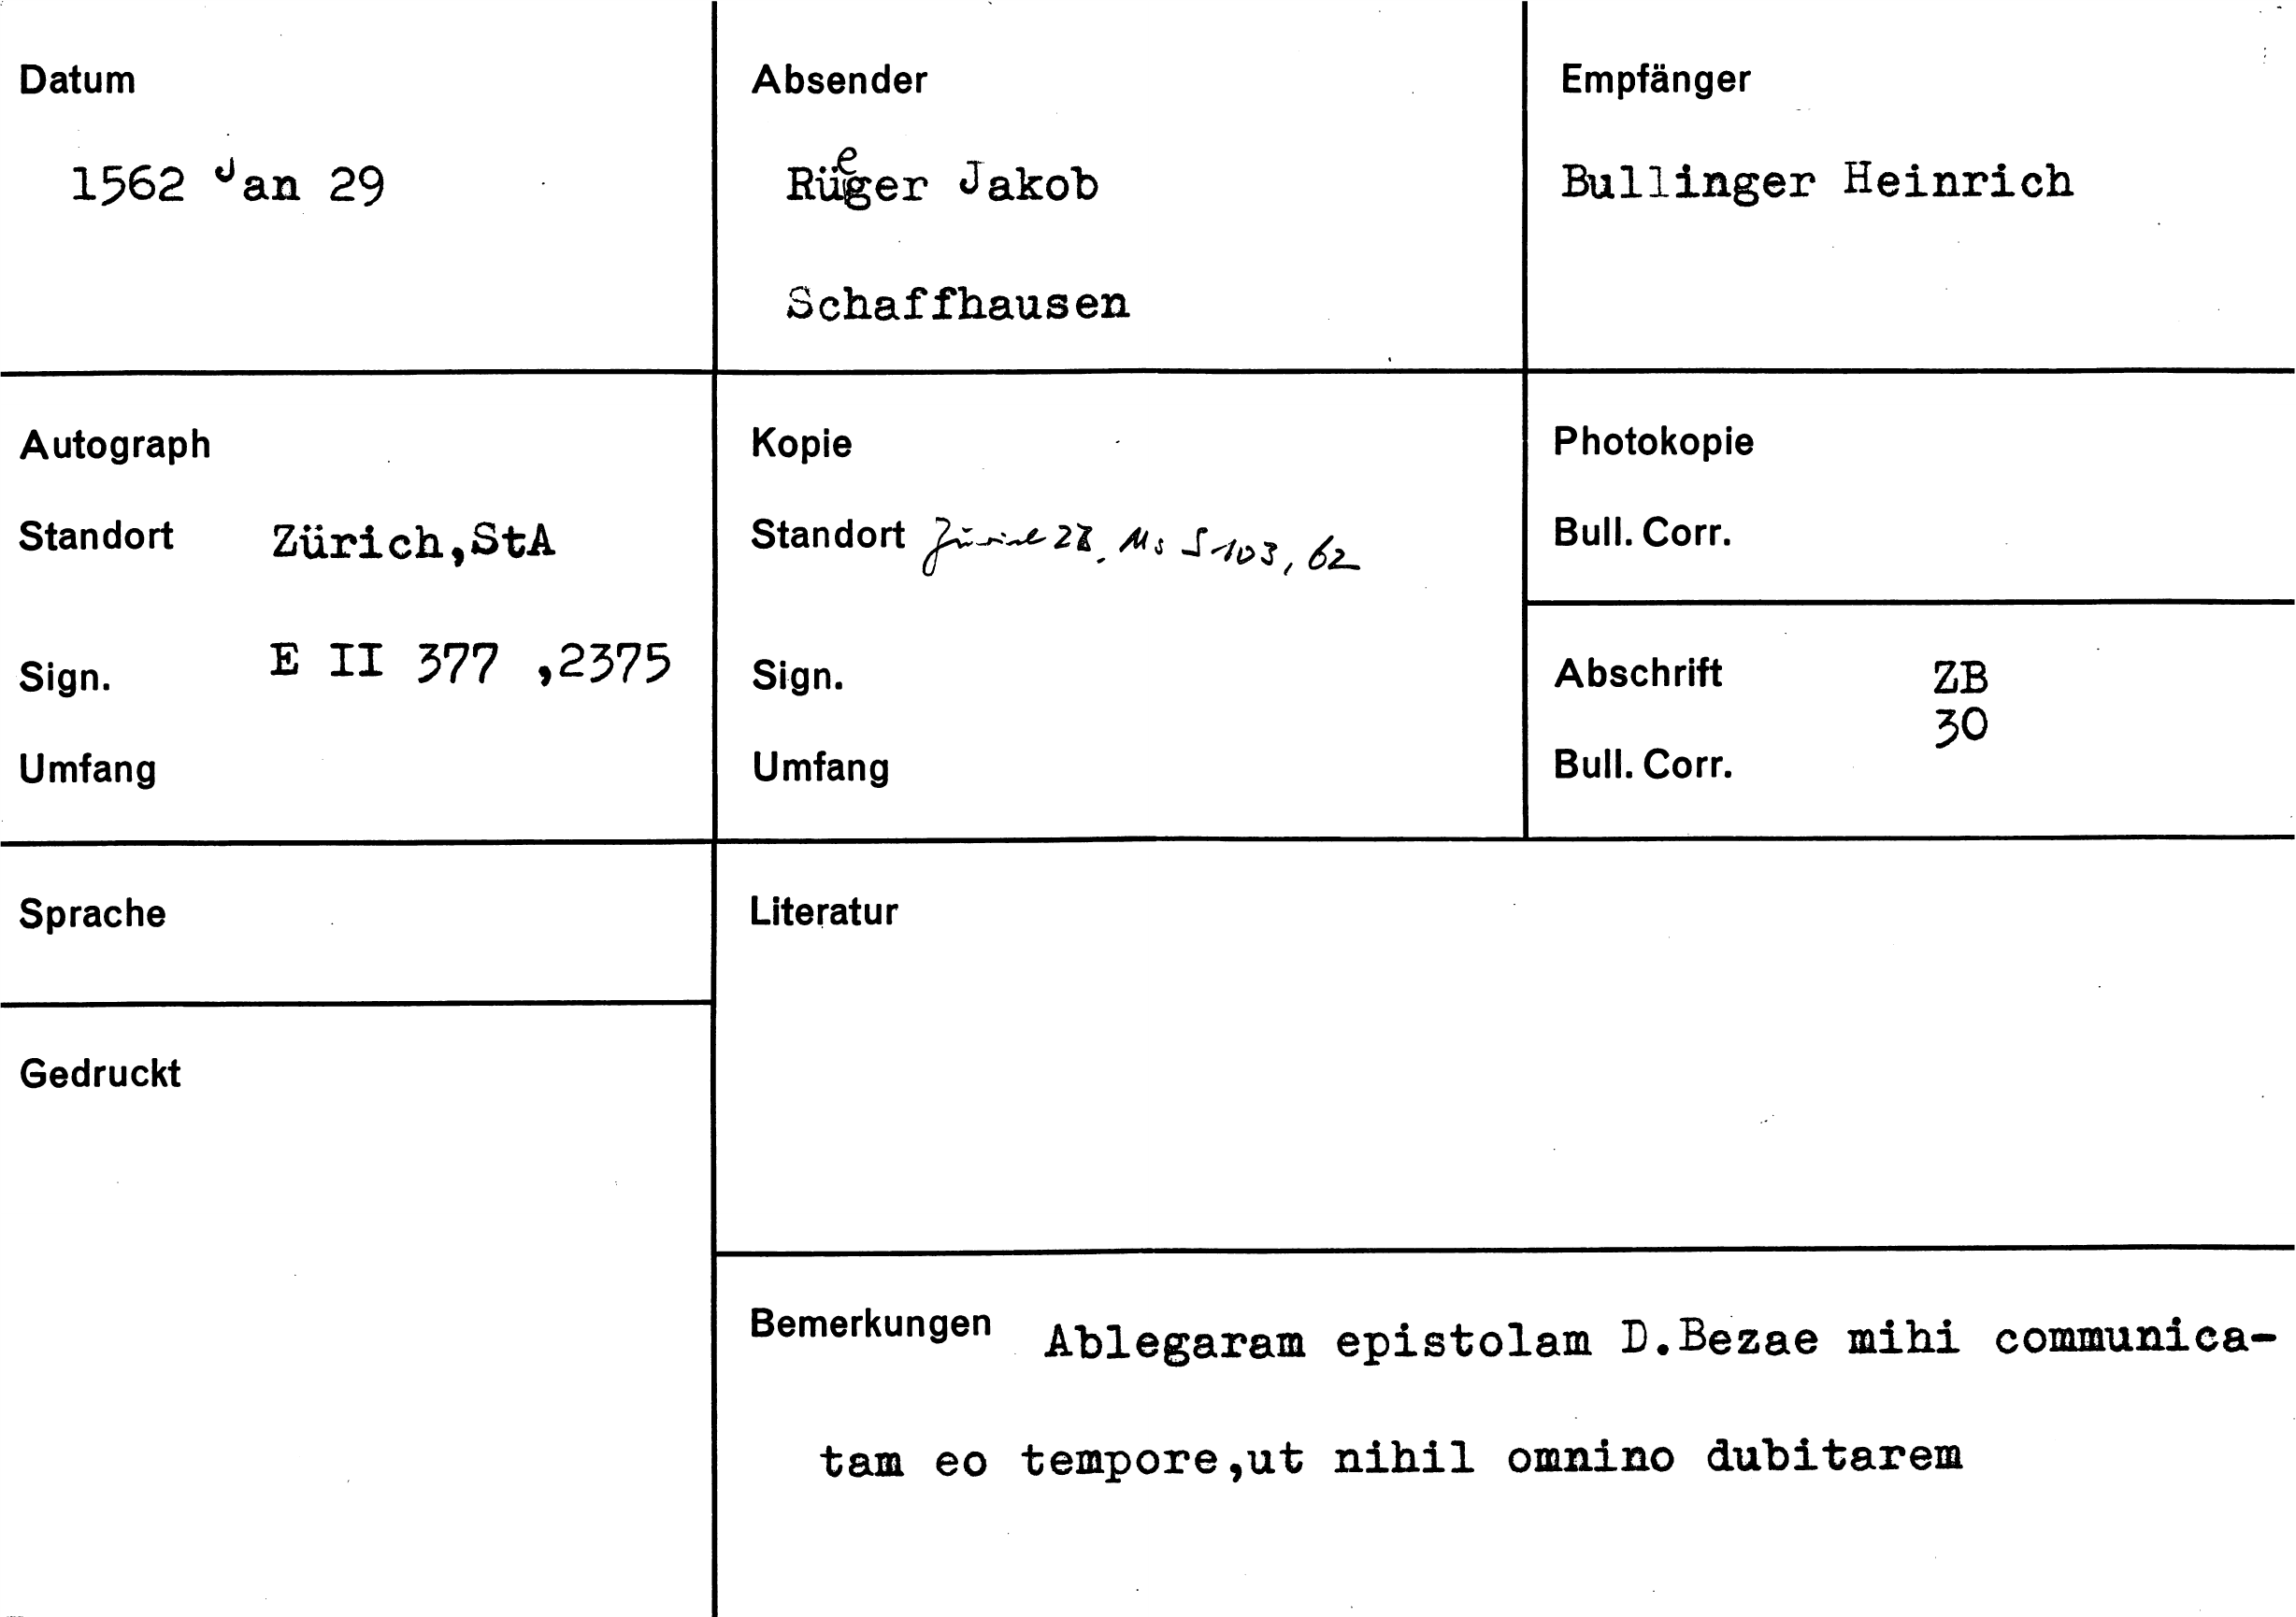 Datum
1562 Jan 29
Absender
Rüeger Jakob
Schaffhausen
Empfänger
Bullinger Heinrich
Autograph
Standort Zürich,StA
Sign. E II 377 ,2375
Umfang
Kopie
Standort Zürich ZB. Ms S 103, 62
Sign.
Umfang
Photokopie
Bull. Corr.
Abschrift ZB
30
Bull. Corr.
Sprache
Gedruckt
Literatur
Bemerkungen Ablegaram epistolam D.Bezae mihi communica-
tam eo tempore,ut nihil omnino dubitarem